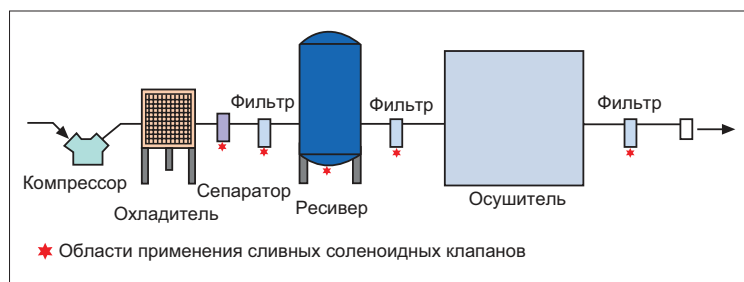 Компрессор
Охладитель
Сепаратор
Фильтр
Ресивер
Фильтр
Осушитель
Фильтр
Области применения сливных соленоидных клапанов